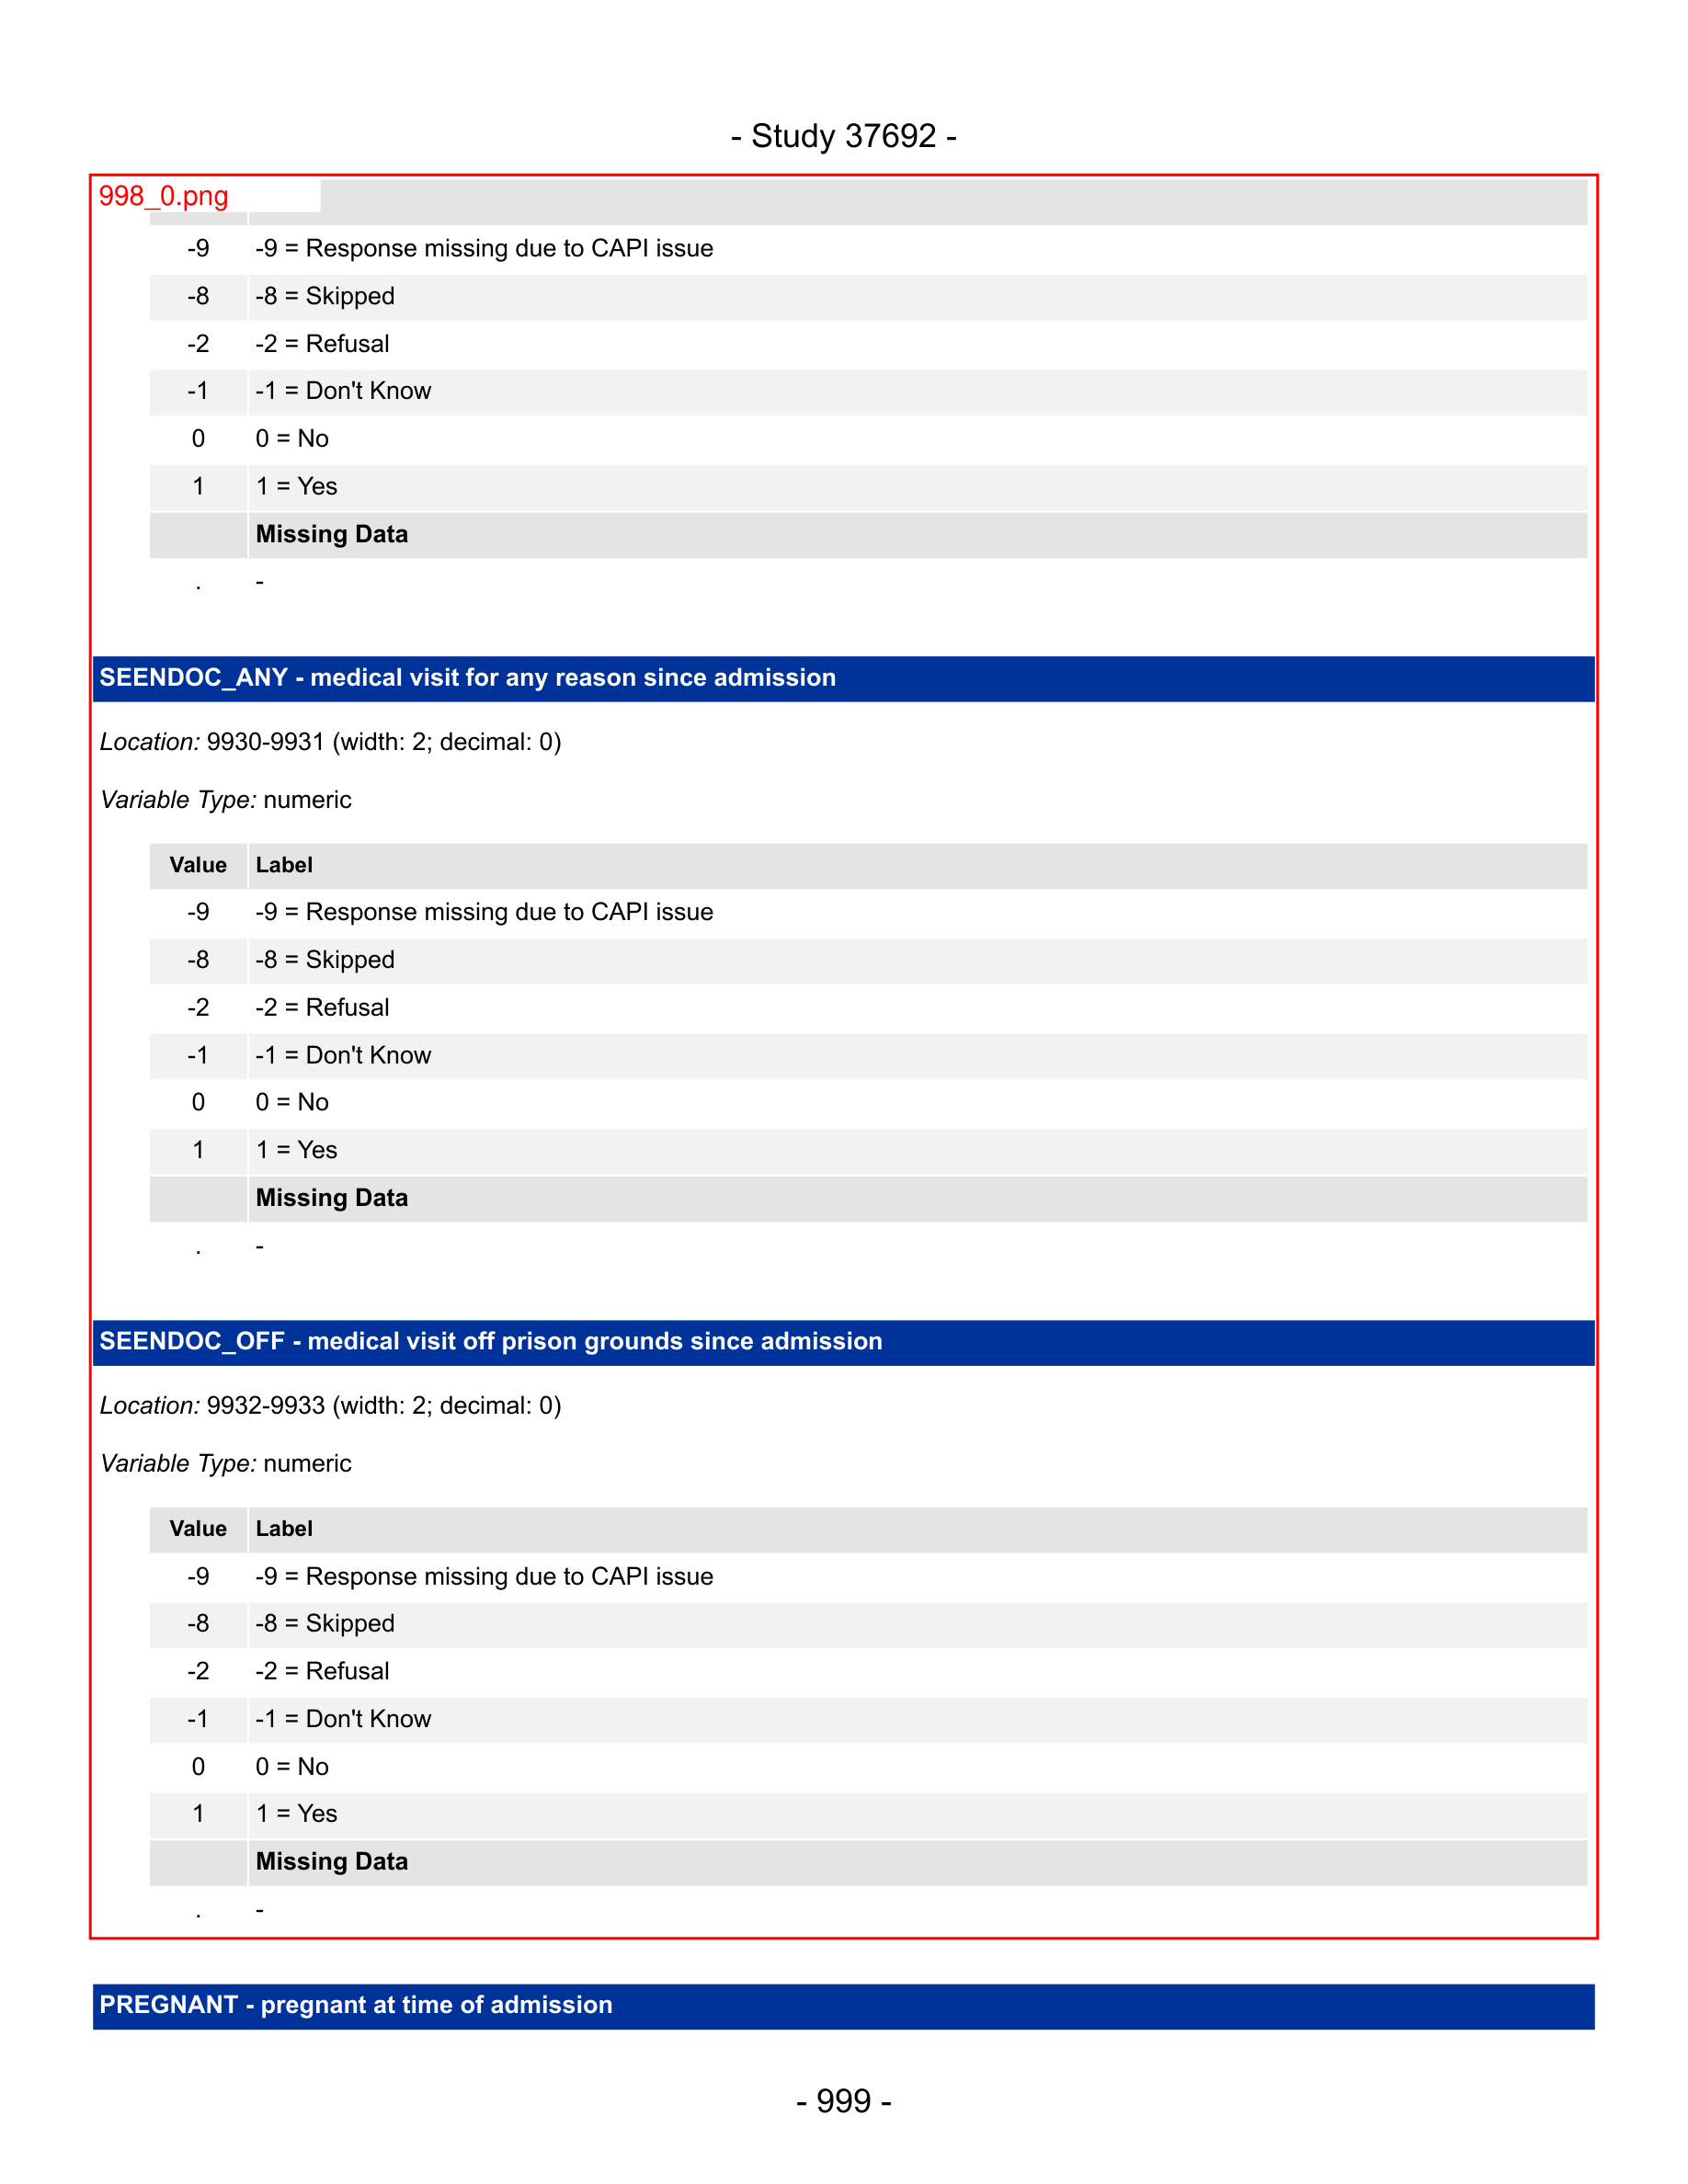 - Study 37692 -
998_0.png
-9 -9 = Response missing due to CAPI issue
-8 -8 = Skipped
-2 -2 = Refusal
-1 -1 = Don't Know
0 0 = No
1 1 = Yes
Missing Data
. -
SEENDOC_ANY - medical visit for any reason since admission
Location: 9930-9931 (width: 2; decimal: 0)
Variable Type: numeric
Value Label
-9 -9 = Response missing due to CAPI issue
-8 -8 = Skipped
-2 -2 = Refusal
-1 -1 = Don't Know
0 0 = No
1 1 = Yes
Missing Data
. -
SEENDOC_OFF - medical visit off prison grounds since admission
Location: 9932-9933 (width: 2; decimal: 0)
Variable Type: numeric
Value Label
-9 -9 = Response missing due to CAPI issue
-8 -8 = Skipped
-2 -2 = Refusal
-1 -1 = Don't Know
0 0 = No
1 1 = Yes
Missing Data
. -
PREGNANT - pregnant at time of admission
- 999 -